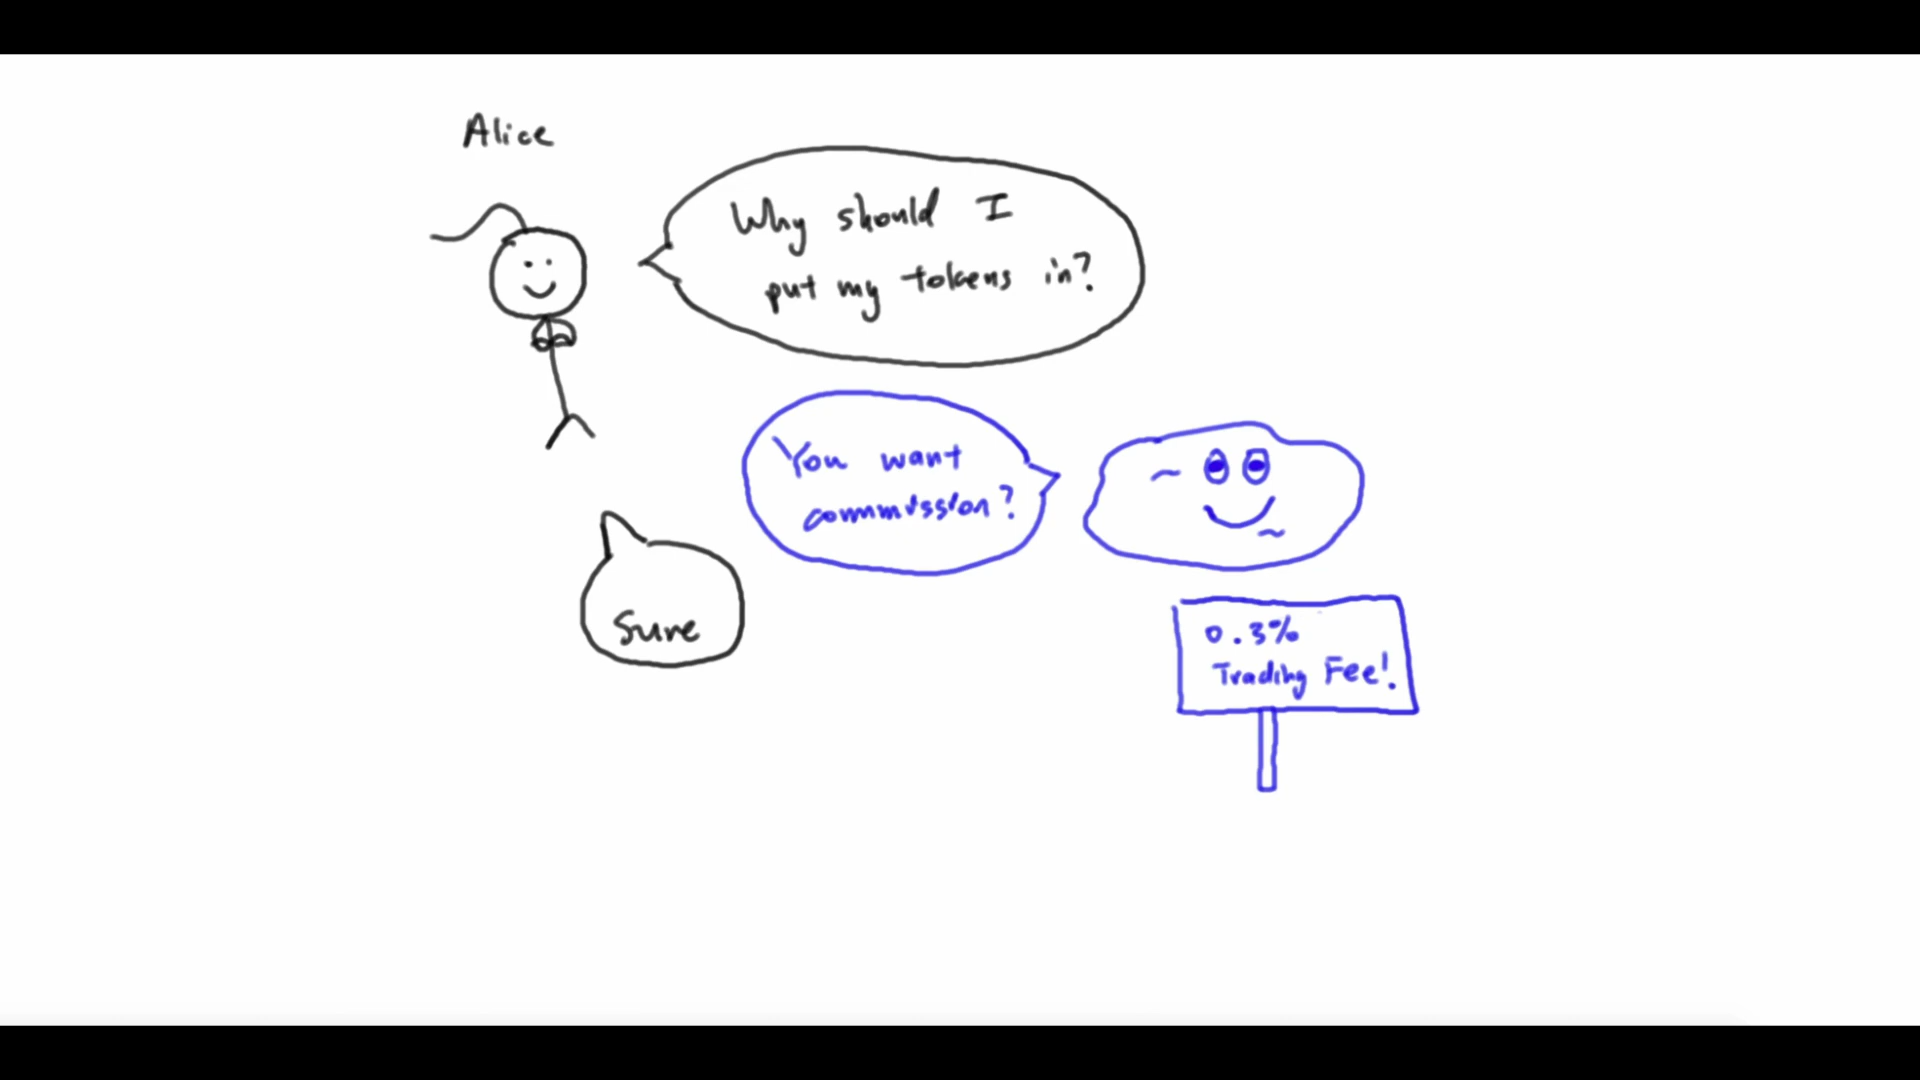 Alice
Why should I
put my tokens in?
You want
commission?
Sure
0.3%
Trading Fee!